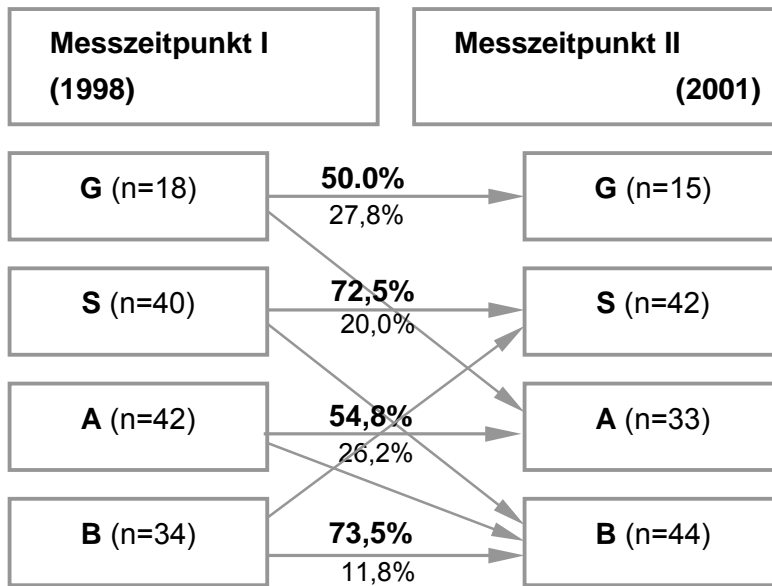 Messzeitpunkt I
(1998)
Messzeitpunkt II
(2001)
G (n=18)
50.0%
27,8%
G (n=15)
S (n=40)
72,5%
20,0%
S (n=42)
A (n=42)
54,8%
26,2%
A (n=33)
B (n=34)
73,5%
11,8%
B (n=44)